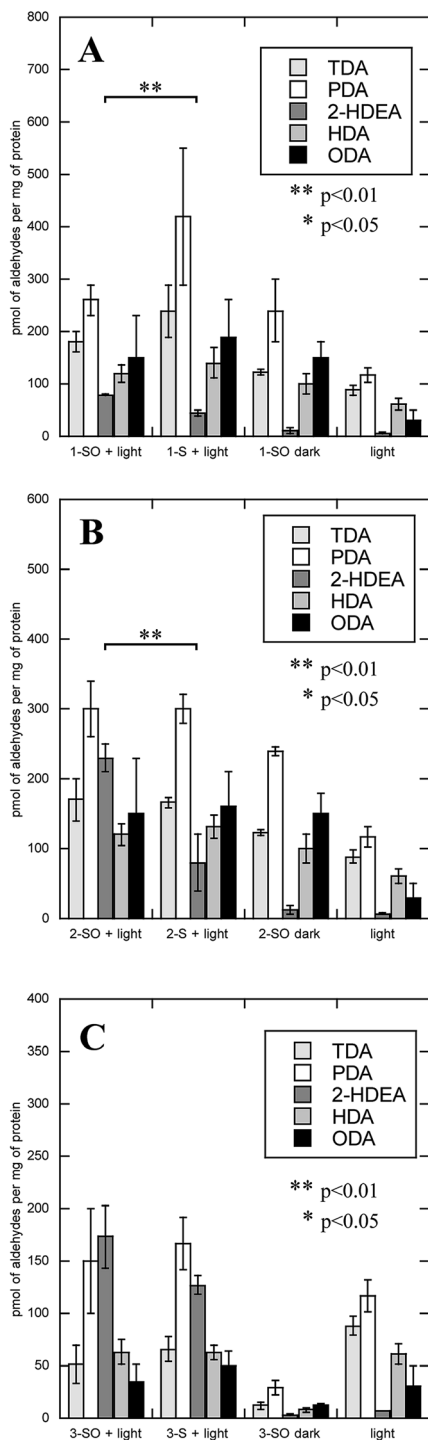 800
A
TDA
PDA
2-HDEA
HDA
ODA
700
**
600
** p<0.01
* p<0.05
500
400
300
200
100
0
pmol of aldehydes per mg of protein
1-SO + light 1-S + light 1-SO dark light
600
B
TDA
PDA
2-HDEA
HDA
ODA
500
400
**
** p<0.01
* p<0.05
300
200
100
0
pmol of aldehydes per mg of protein
2-SO + light 2-S + light 2-SO dark light
400
C
TDA
PDA
2-HDEA
HDA
ODA
350
300
250
** p<0.01
* p<0.05
200
150
100
50
0
pmol of aldehydes per mg of protein
3-SO + light 3-S + light 3-SO dark light